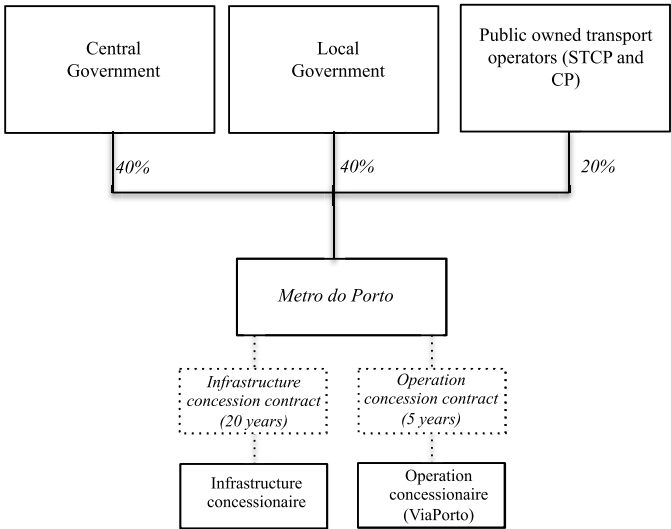 Central
Government
Local
Government
Public owned transport
operators (STCP and
CP)
40%
40%
20%
Metro do Porto
Infrastructure
concession contract
(20 years)
Operation
concession contract
(5 years)
Infrastructure
concessionaire
Operation
concessionaire
(ViaPorto)